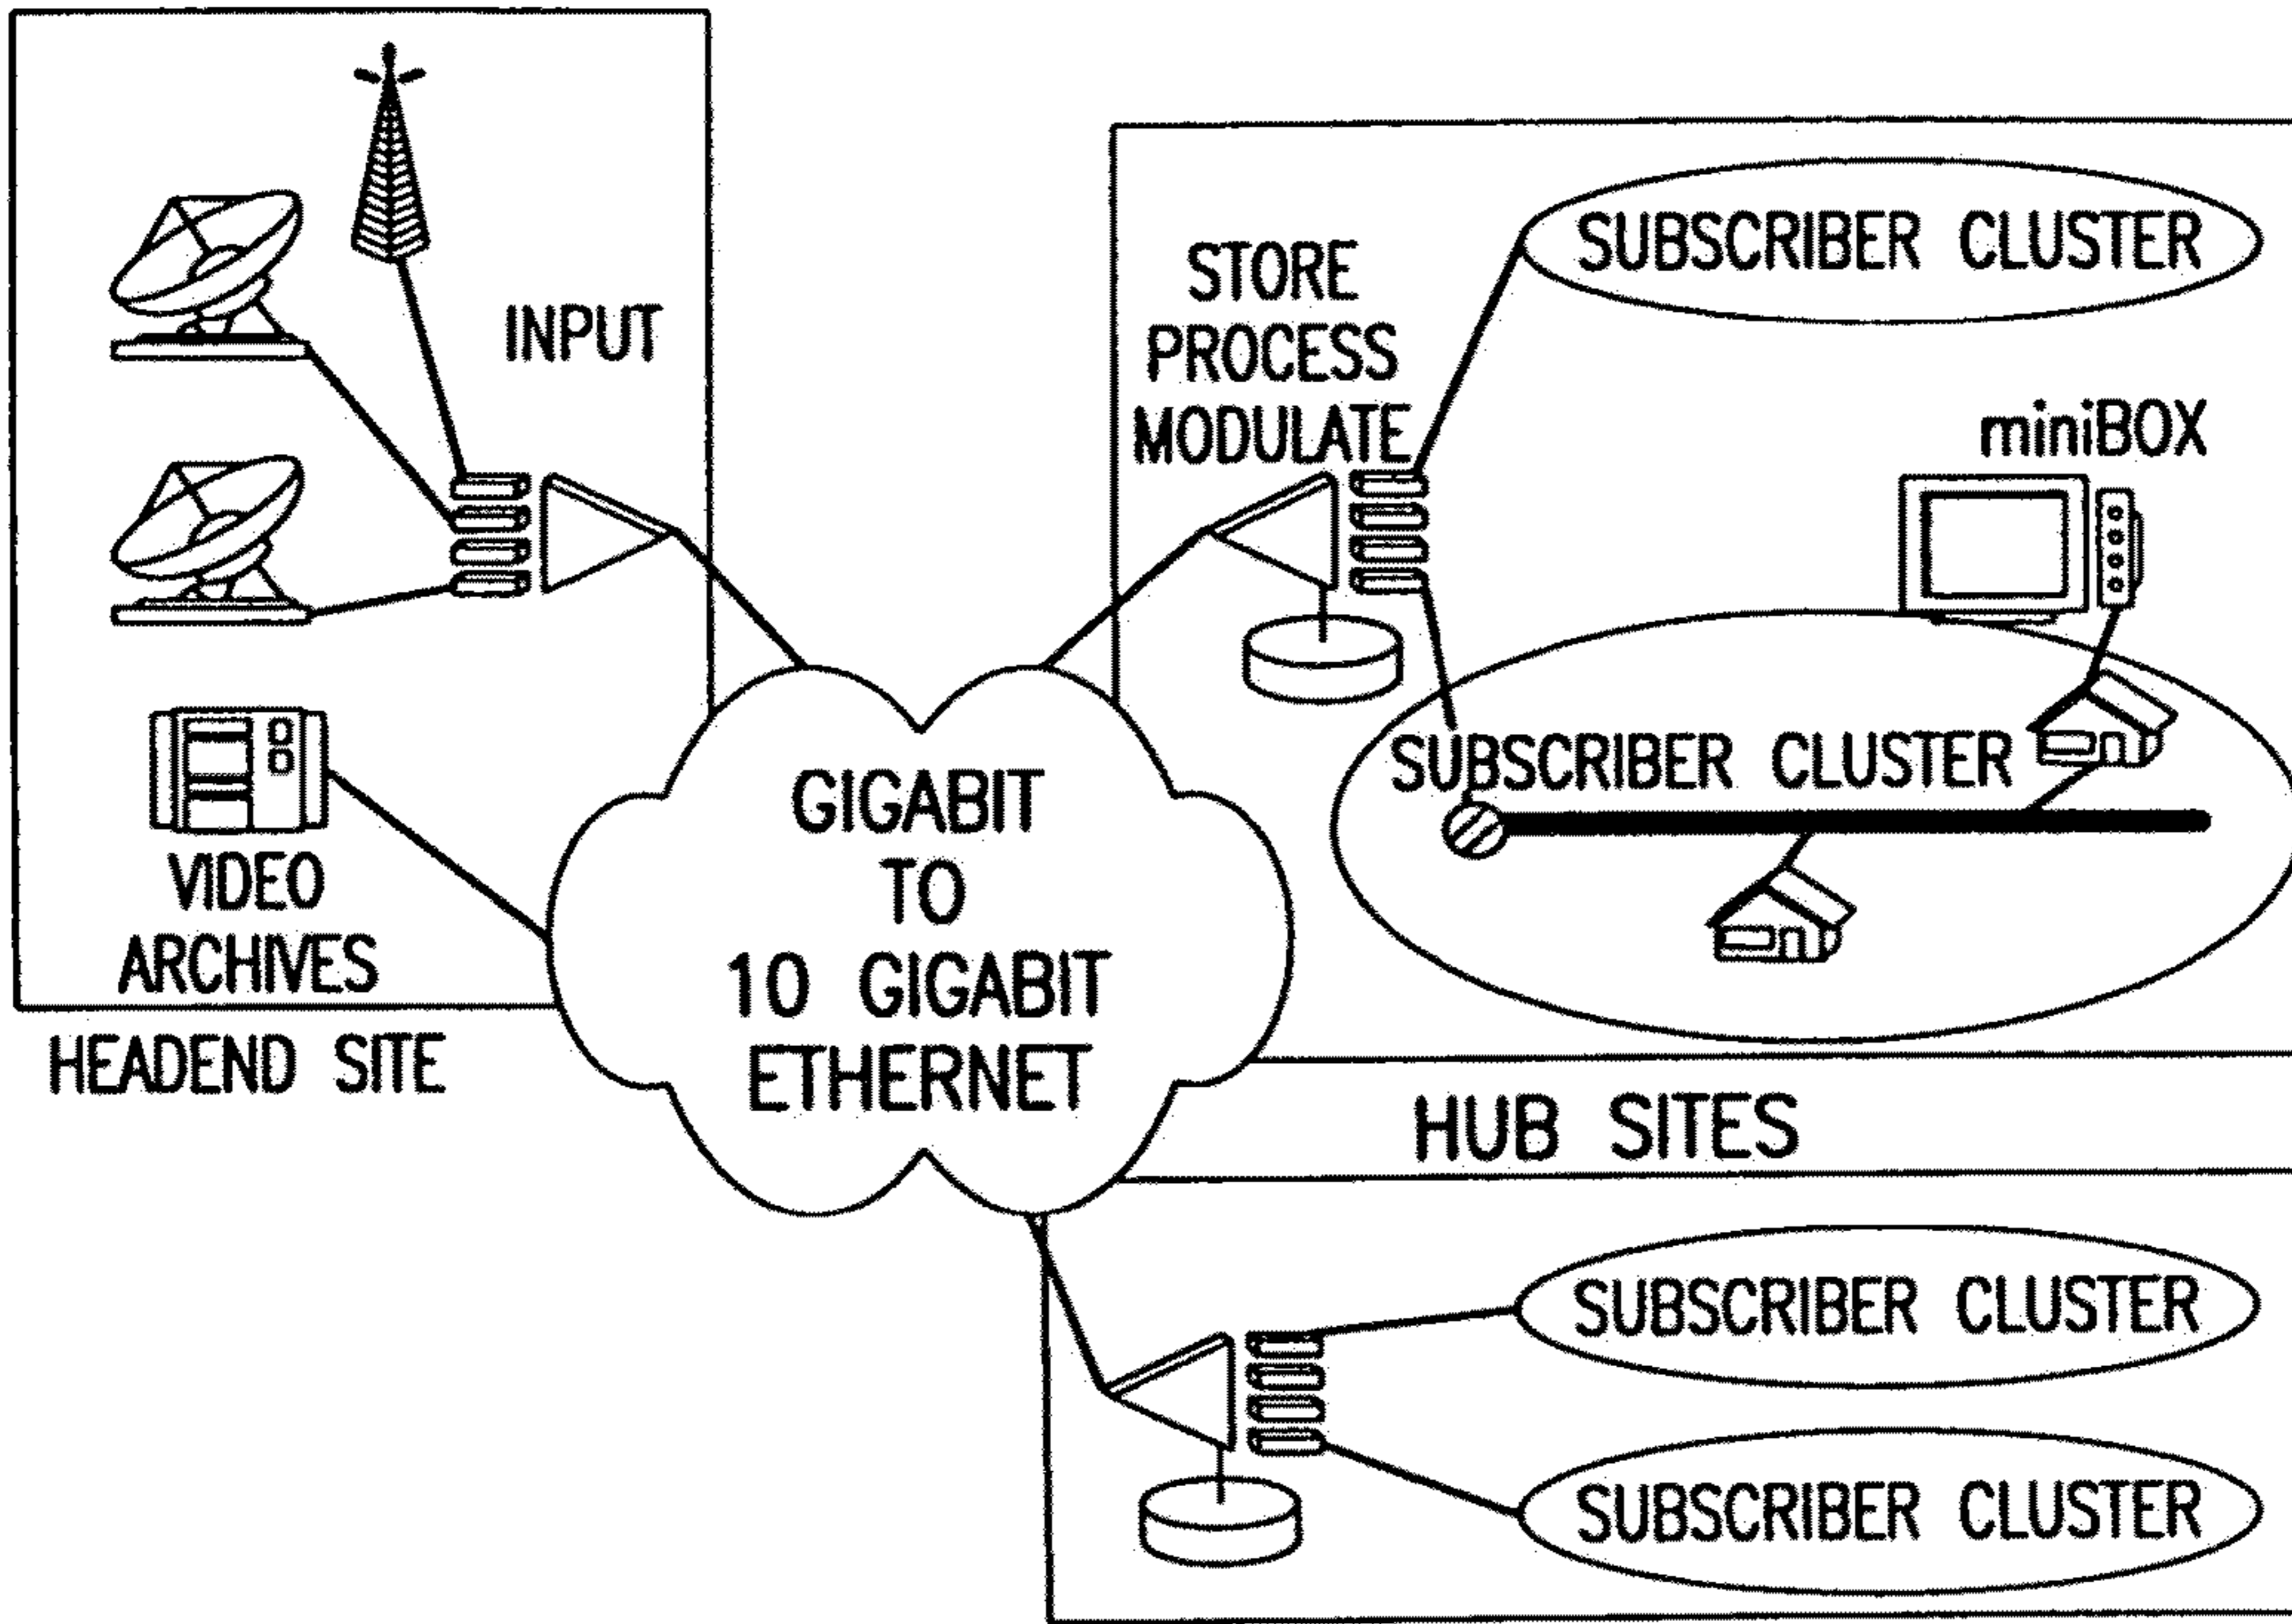 INPUT
VIDEO
ARCHIVES
HEADEND SITE
GIGABIT
TO
10 GIGABIT
ETHERNET
STORE
PROCESS
MODULATE
SUBSCRIBER CLUSTER
miniBOX
SUBSCRIBER CLUSTER
HUB SITES
SUBSCRIBER CLUSTER
SUBSCRIBER CLUSTER